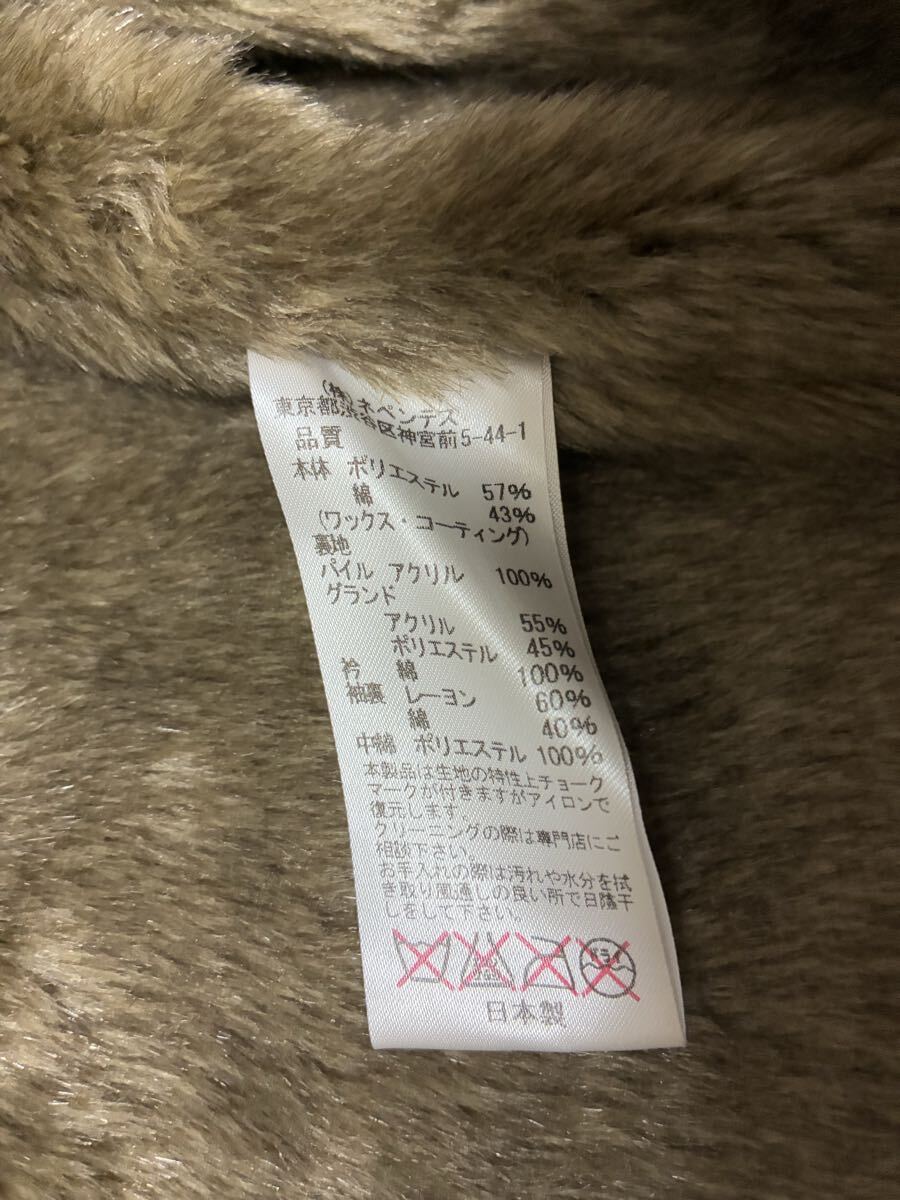 (株)ネペンテス
東京都渋谷区神宮前5-44-1
品質
本体 ポリエステル 57%
綿 43%
(ワックス・コーティング)
裏地
パイル アクリル 100%
グランド
アクリル 55%
ポリエステル 45%
衿 綿 100%
袖裏 レーヨン 60%
綿 40%
中綿 ポリエステル 100%
本製品は生地の特性上チョーク
マークが付きますがアイロンで
復元します。
クリーニングの際は専門店にご
相談下さい。
お手入れの際は汚れや水分を拭
き取り風通しの良い所で日陰干
しをして下さい。
ドライ
日本製